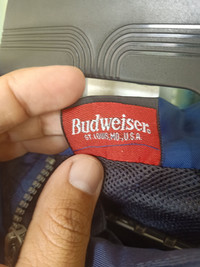 Budweiser®
ST. LOUIS, MO., U.S.A.